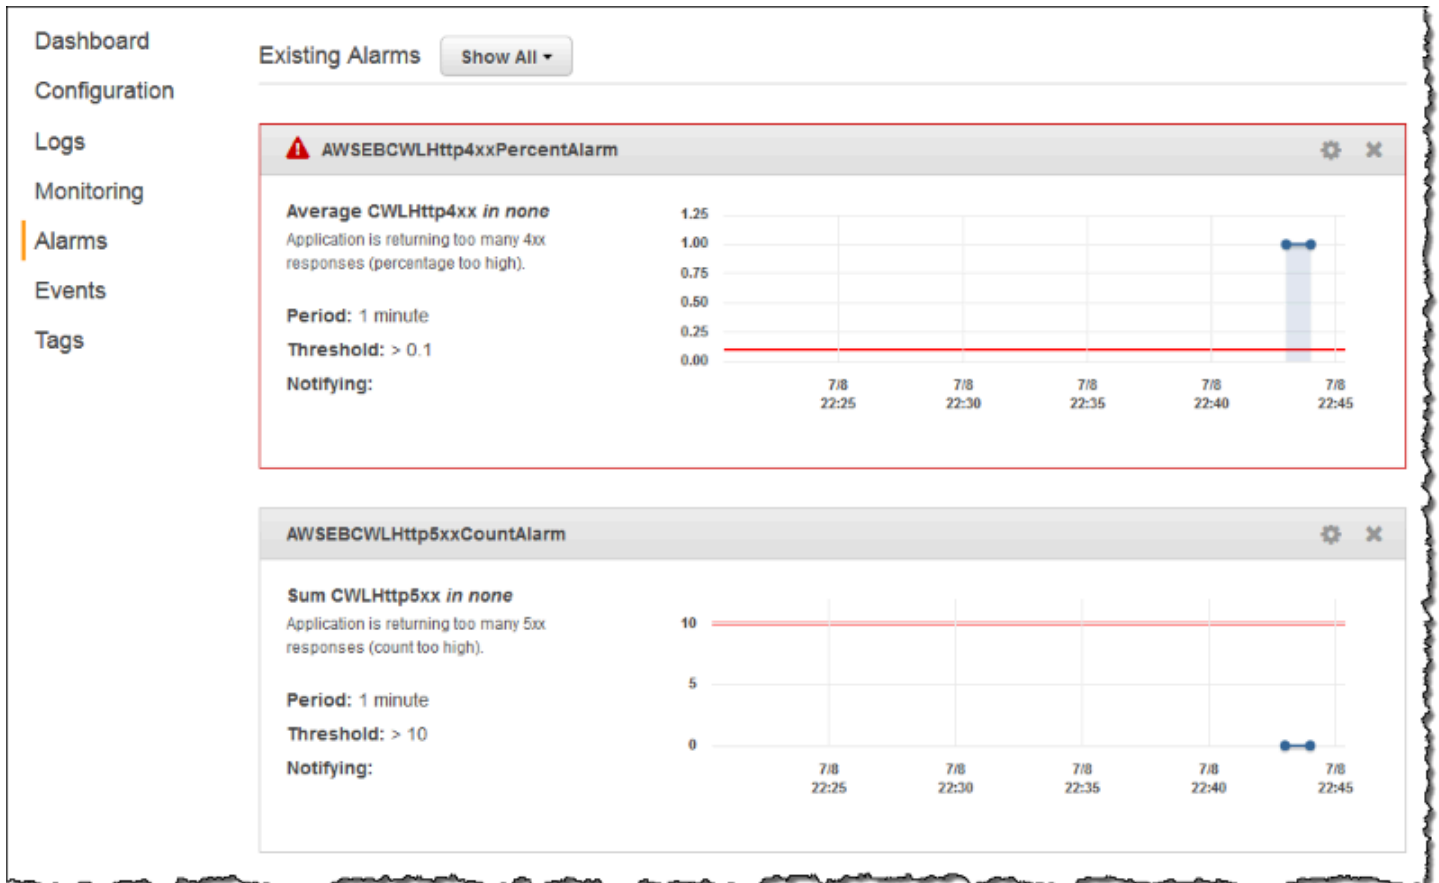 Dashboard
Configuration
Logs
Monitoring
Alarms
Events
Tags
Existing Alarms
Show All
AWSEBCWLHttp4xxPercentAlarm
Average CWLHttp4xx in none
Application is returning too many 4xx
responses (percentage too high).
Period: 1 minute
Threshold: > 0.1
Notifying:
1.25
1.00
0.75
0.50
0.25
0.00
7/8 7/8 7/8 7/8 7/8
22:25 22:30 22:35 22:40 22:45
AWSEBCWLHttp5xxCountAlarm
Sum CWLHttp5xx in none
Application is returning too many 5xx
responses (count too high).
Period: 1 minute
Threshold: > 10
Notifying:
10
5
0
7/8 7/8 7/8 7/8 7/8
22:25 22:30 22:35 22:40 22:45